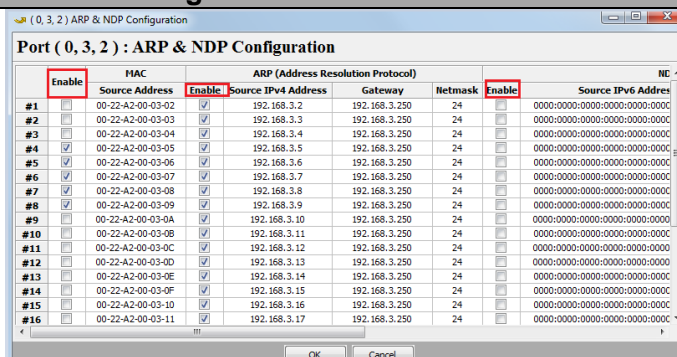 ( 0, 3, 2 ) ARP & NDP Configuration
Port ( 0, 3, 2 ) : ARP & NDP Configuration
Enable MAC ARP (Address Resolution Protocol)
Source Address Enable Source IPv4 Address Gateway Netmask Enable Source IPv6 Addres
#1 00-22-A2-00-03-02 192.168.3.2 192.168.3.250 24 0000:0000:0000:0000:0000
#2 00-22-A2-00-03-03 192.168.3.3 192.168.3.250 24 0000:0000:0000:0000:0000
#3 00-22-A2-00-03-04 192.168.3.4 192.168.3.250 24 0000:0000:0000:0000:0000
#4 00-22-A2-00-03-05 192.168.3.5 192.168.3.250 24 0000:0000:0000:0000:0000
#5 00-22-A2-00-03-06 192.168.3.6 192.168.3.250 24 0000:0000:0000:0000:0000
#6 00-22-A2-00-03-07 192.168.3.7 192.168.3.250 24 0000:0000:0000:0000:0000
#7 00-22-A2-00-03-08 192.168.3.8 192.168.3.250 24 0000:0000:0000:0000:0000
#8 00-22-A2-00-03-09 192.168.3.9 192.168.3.250 24 0000:0000:0000:0000:0000
#9 00-22-A2-00-03-0A 192.168.3.10 192.168.3.250 24 0000:0000:0000:0000:0000
#10 00-22-A2-00-03-0B 192.168.3.11 192.168.3.250 24 0000:0000:0000:0000:0000
#11 00-22-A2-00-03-0C 192.168.3.12 192.168.3.250 24 0000:0000:0000:0000:0000
#12 00-22-A2-00-03-0D 192.168.3.13 192.168.3.250 24 0000:0000:0000:0000:0000
#13 00-22-A2-00-03-0E 192.168.3.14 192.168.3.250 24 0000:0000:0000:0000:0000
#14 00-22-A2-00-03-0F 192.168.3.15 192.168.3.250 24 0000:0000:0000:0000:0000
#15 00-22-A2-00-03-10 192.168.3.16 192.168.3.250 24 0000:0000:0000:0000:0000
#16 00-22-A2-00-03-11 192.168.3.17 192.168.3.250 24 0000:0000:0000:0000:0000
OK Cancel